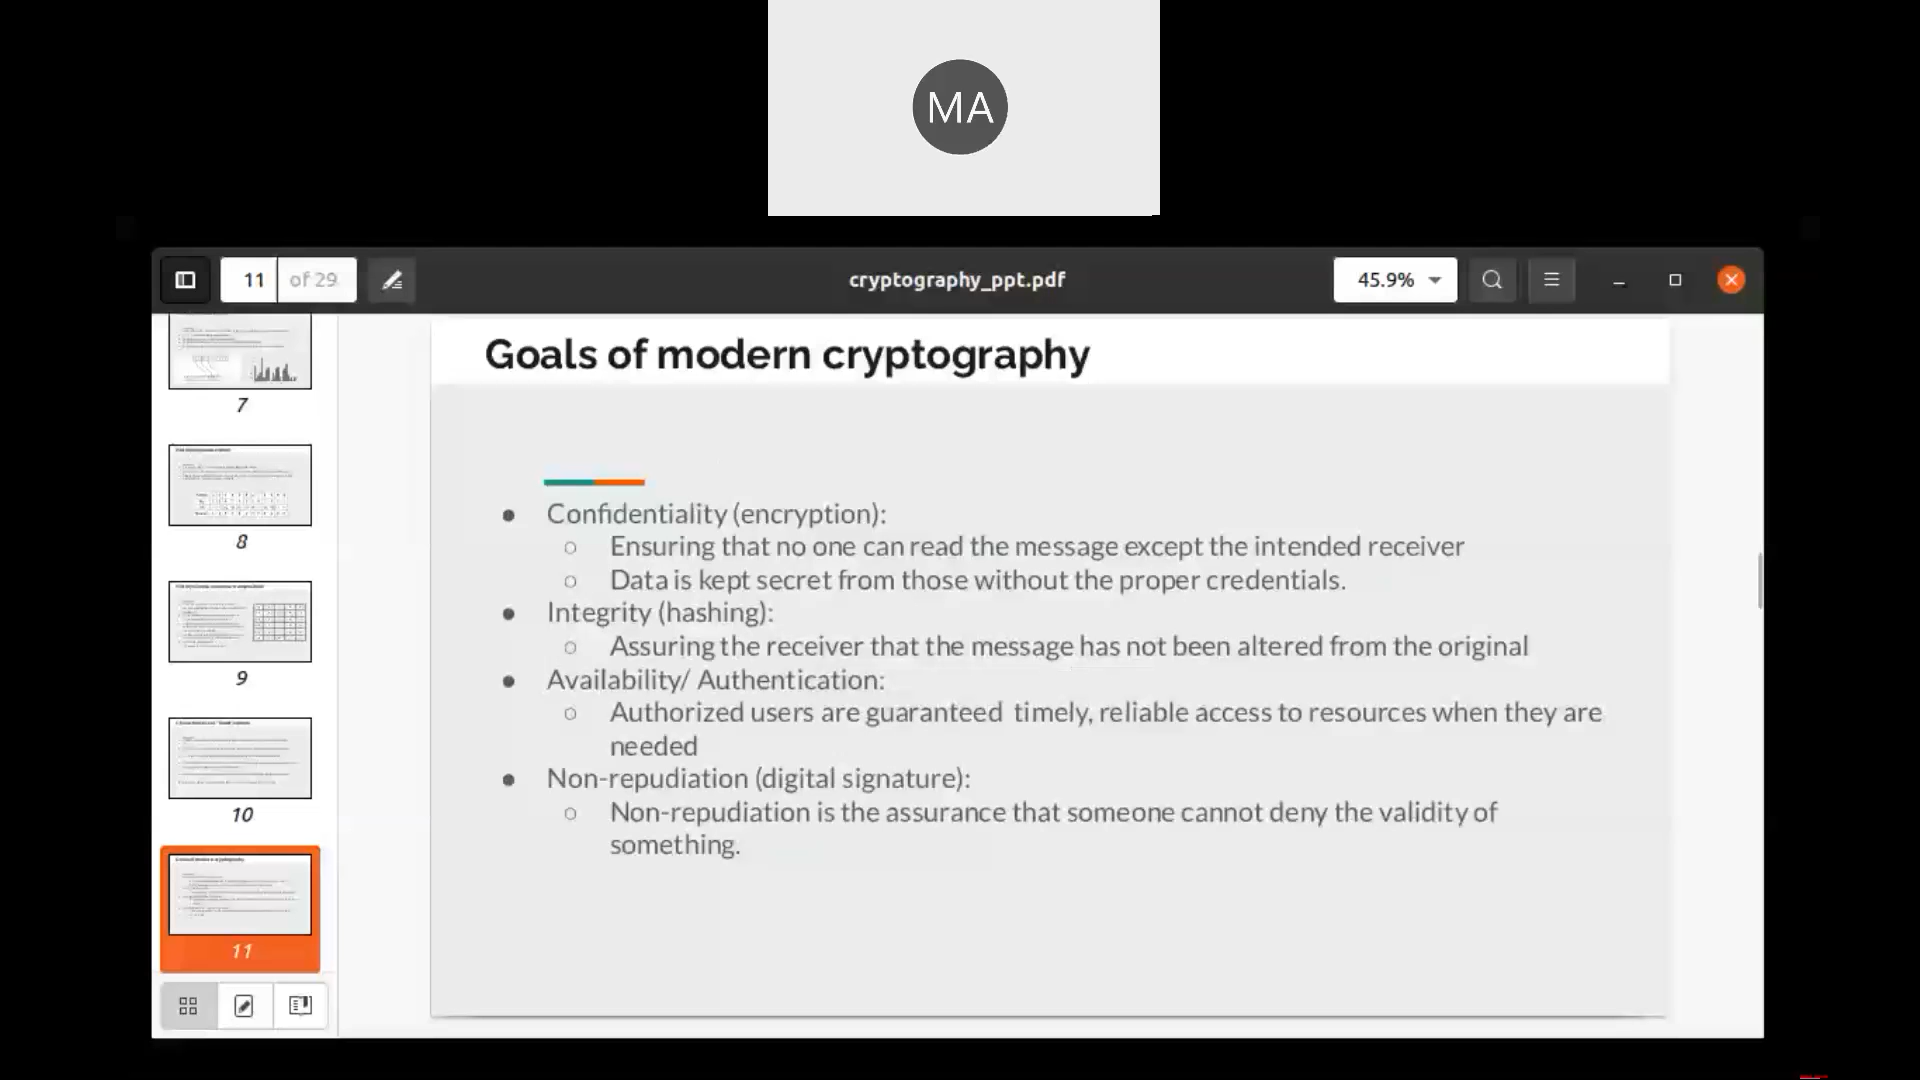 MA
11 of 29
cryptography_ppt.pdf
45.9%
7
8
9
10
11
Goals of modern cryptography
● Confidentiality (encryption):
○ Ensuring that no one can read the message except the intended receiver
○ Data is kept secret from those without the proper credentials.
● Integrity (hashing):
○ Assuring the receiver that the message has not been altered from the original
● Availability/ Authentication:
○ Authorized users are guaranteed timely, reliable access to resources when they are
needed
● Non-repudiation (digital signature):
○ Non-repudiation is the assurance that someone cannot deny the validity of
something.